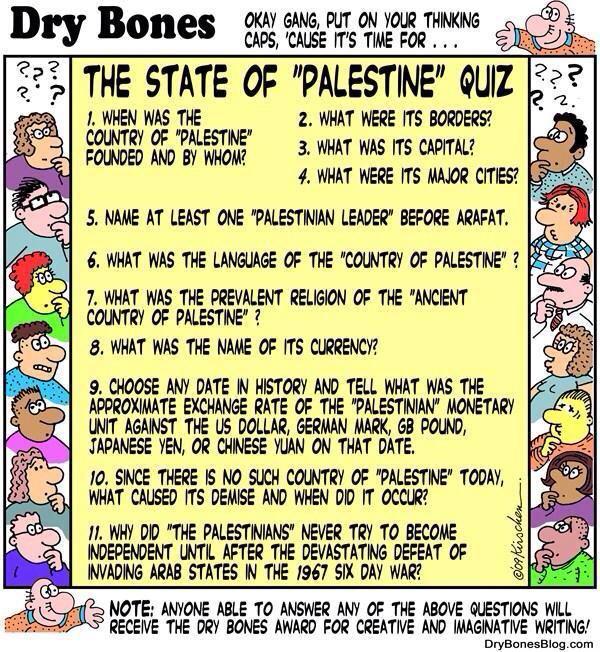 Dry Bones
OKAY GANG, PUT ON YOUR THINKING
CAPS, 'CAUSE IT'S TIME FOR . . .
? ? ?
? ?
THE STATE OF "PALESTINE" QUIZ
? ? ?
? ?
1. WHEN WAS THE
COUNTRY OF "PALESTINE"
FOUNDED AND BY WHOM?
2. WHAT WERE ITS BORDERS?
3. WHAT WAS ITS CAPITAL?
4. WHAT WERE ITS MAJOR CITIES?
5. NAME AT LEAST ONE "PALESTINIAN LEADER" BEFORE ARAFAT.
6. WHAT WAS THE LANGUAGE OF THE "COUNTRY OF PALESTINE" ?
7. WHAT WAS THE PREVALENT RELIGION OF THE "ANCIENT
COUNTRY OF PALESTINE" ?
8. WHAT WAS THE NAME OF ITS CURRENCY?
9. CHOOSE ANY DATE IN HISTORY AND TELL WHAT WAS THE
APPROXIMATE EXCHANGE RATE OF THE "PALESTINIAN" MONETARY
UNIT AGAINST THE US DOLLAR, GERMAN MARK, GB POUND,
JAPANESE YEN, OR CHINESE YUAN ON THAT DATE.
10. SINCE THERE IS NO SUCH COUNTRY OF "PALESTINE" TODAY,
WHAT CAUSED ITS DEMISE AND WHEN DID IT OCCUR?
11. WHY DID "THE PALESTINIANS" NEVER TRY TO BECOME
INDEPENDENT UNTIL AFTER THE DEVASTATING DEFEAT OF
INVADING ARAB STATES IN THE 1967 SIX DAY WAR?
©09 Kirschen
NOTE: ANYONE ABLE TO ANSWER ANY OF THE ABOVE QUESTIONS WILL
RECEIVE THE DRY BONES AWARD FOR CREATIVE AND IMAGINATIVE WRITING!
DryBonesBlog.com